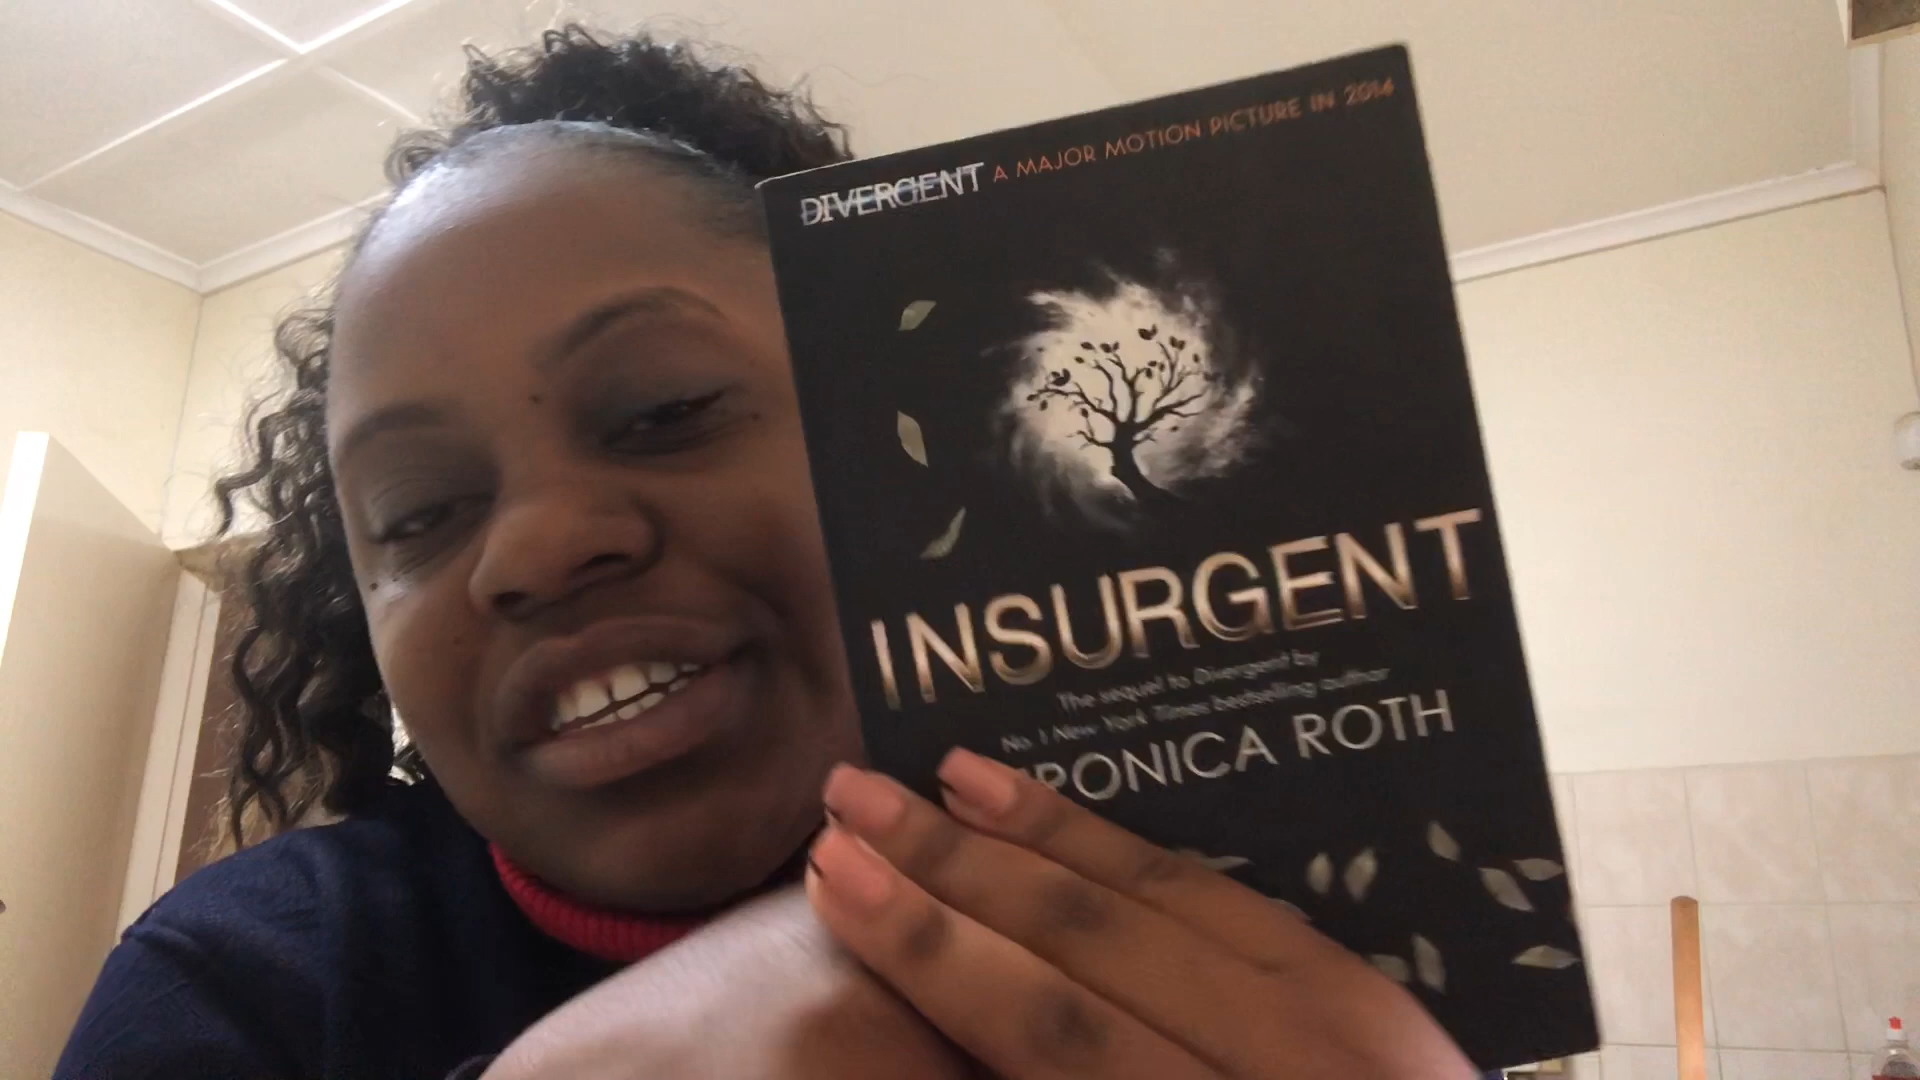 DIVERGENT A MAJOR MOTION PICTURE IN 2014
INSURGENT
The sequel to Divergent by
No. 1 New York Times bestselling author
RONICA ROTH